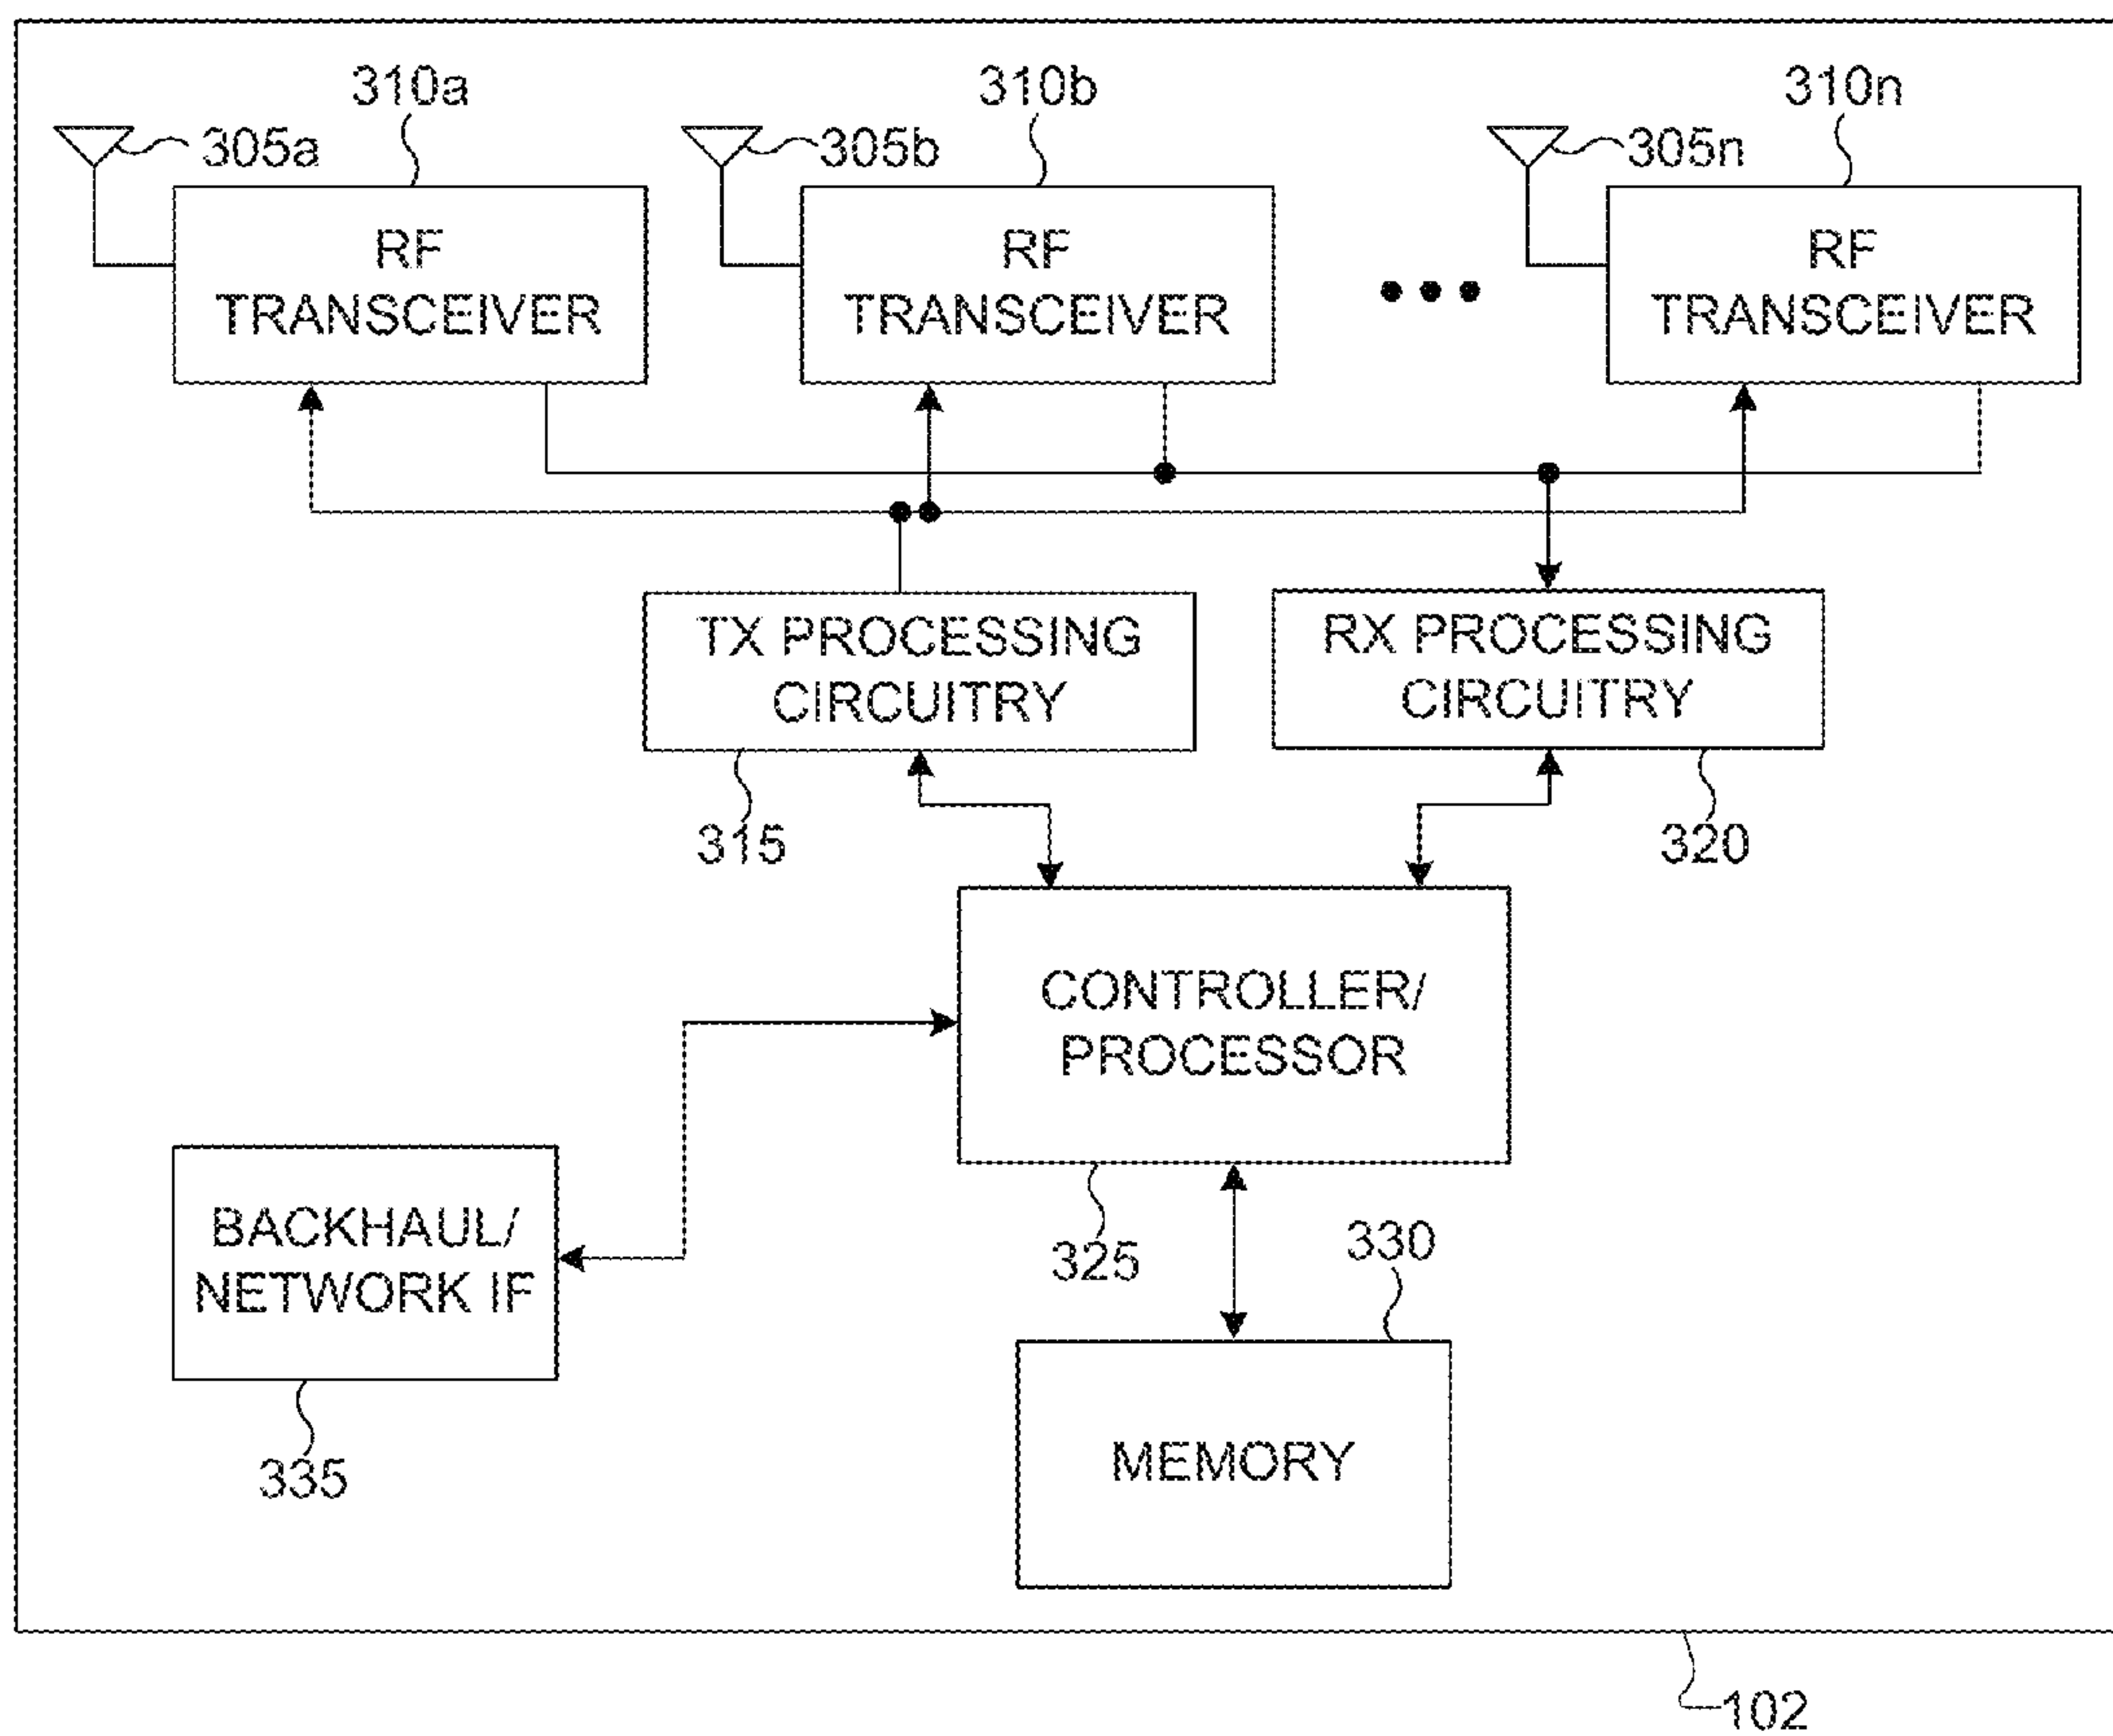 310a
310b
310n
305a
305b
305n
RF
TRANSCEIVER
RF
TRANSCEIVER
RF
TRANSCEIVER
TX PROCESSING
CIRCUITRY
RX PROCESSING
CIRCUITRY
315
320
CONTROLLER/
PROCESSOR
BACKHAUL/
NETWORK IF
325
330
335
MEMORY
102